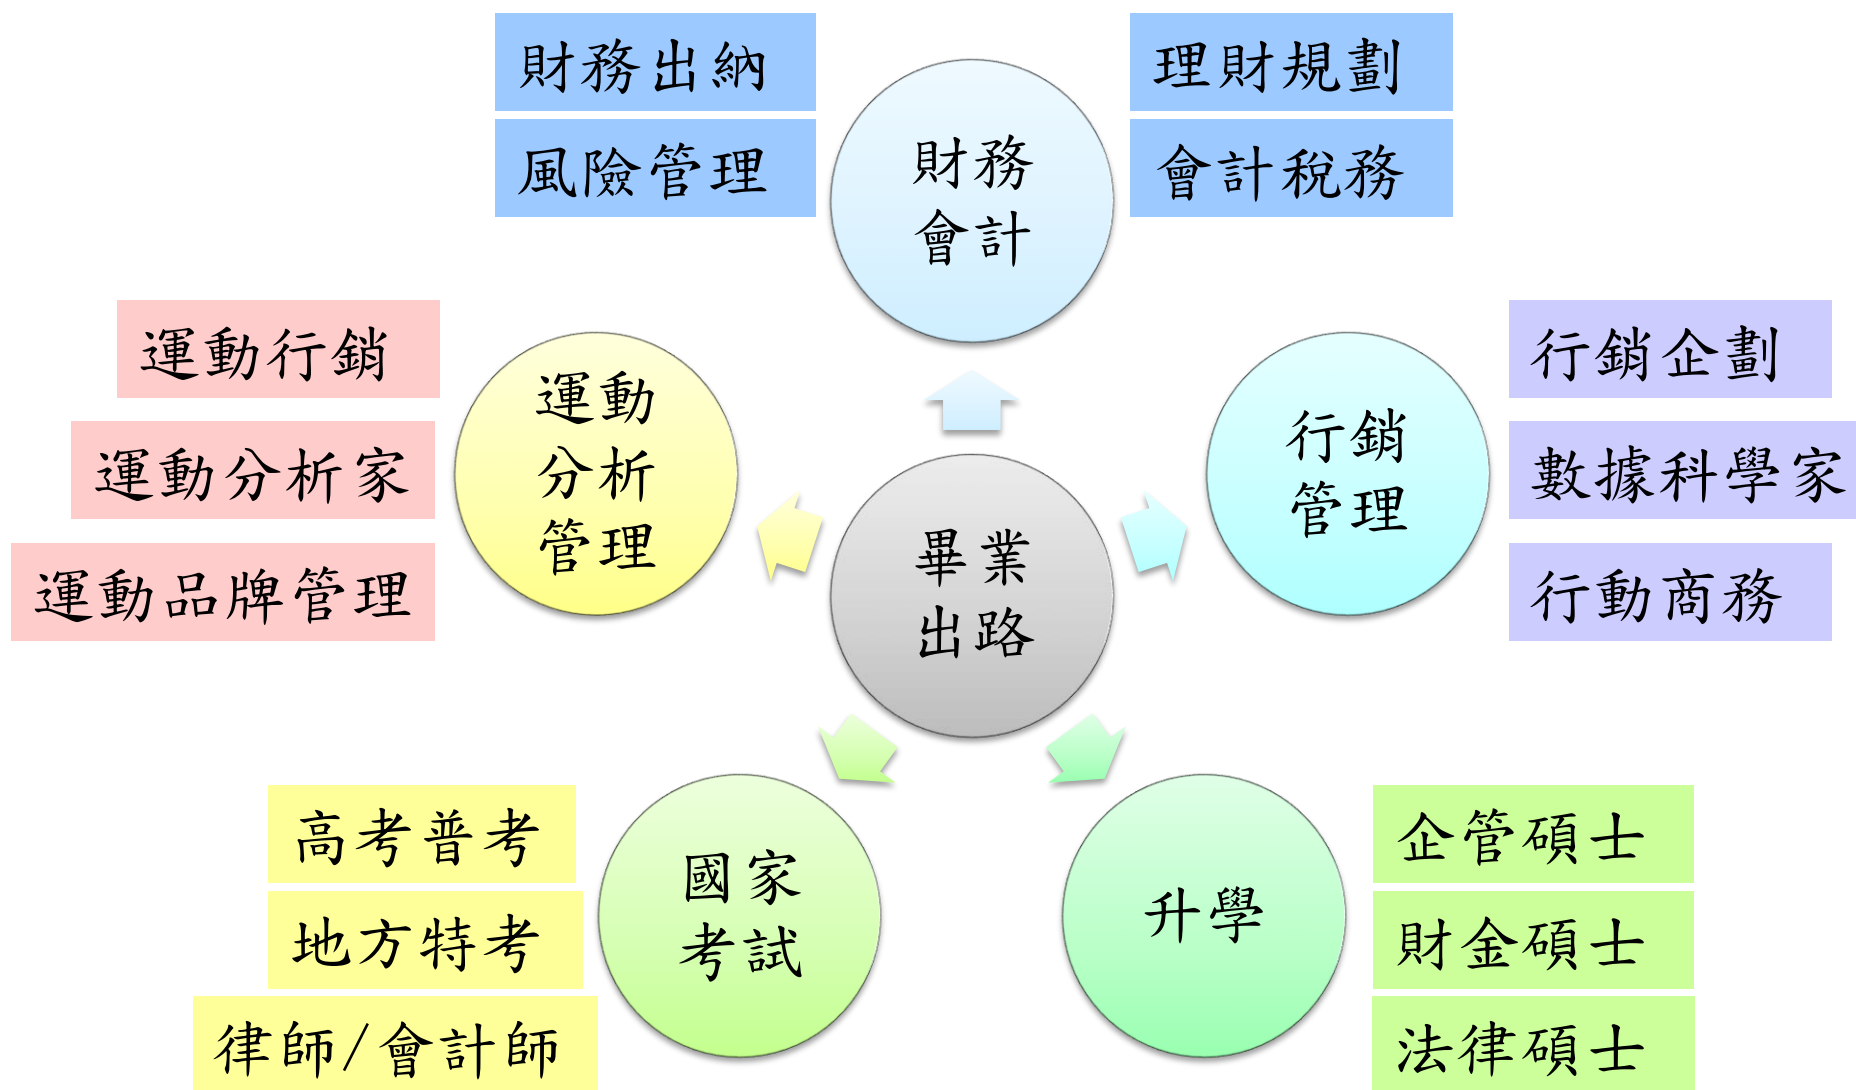 財務出納
風險管理
財務
會計
理財規劃
會計稅務
運動行銷
運動分析家
運動品牌管理
運動
分析
管理
行銷
管理
行銷企劃
數據科學家
行動商務
畢業
出路
高考普考
地方特考
律師/會計師
國家
考試
升學
企管碩士
財金碩士
法律碩士